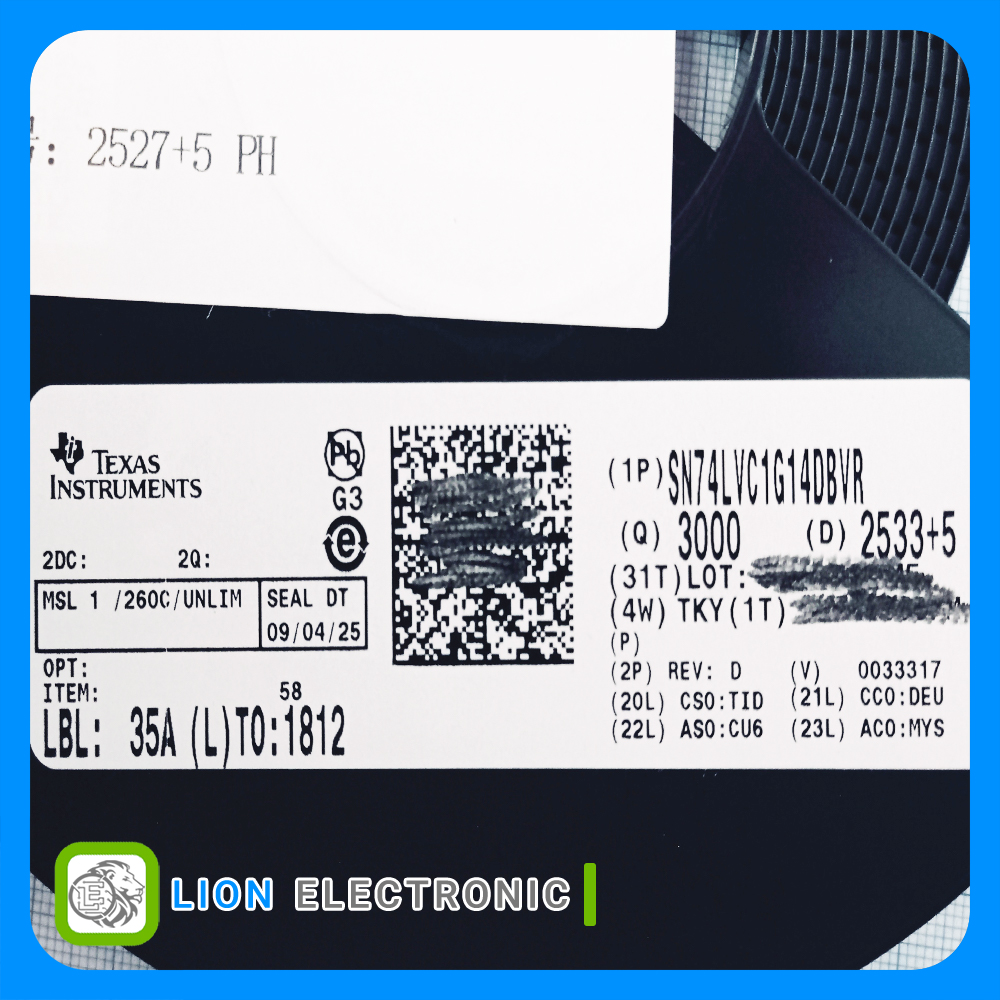 : 2527+5 PH
TEXAS
INSTRUMENTS
Pb
G3
e
2DC: 2Q:
MSL 1 /260C/UNLIM
SEAL DT
09/04/25
OPT:
ITEM: 58
LBL: 35A (L)TO:1812
(1P)SN74LVC1G14DBVR
(Q) 3000 (D) 2533+5
(31T)LOT:
(4W) TKY(1T)
(P)
(2P) REV: D (V) 0033317
(20L) CSO:TID (21L) CCO:DEU
(22L) ASO:CU6 (23L) ACO:MYS
LION ELECTRONIC